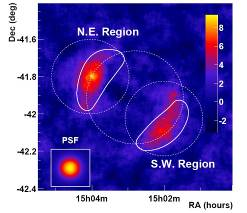 Dec (deg)
N.E. Region
-41.6
-41.8
-42
-42.2
-42.4
PSF
S.W. Region
15h04m
15h02m
RA (hours)
8
6
4
2
0
-2